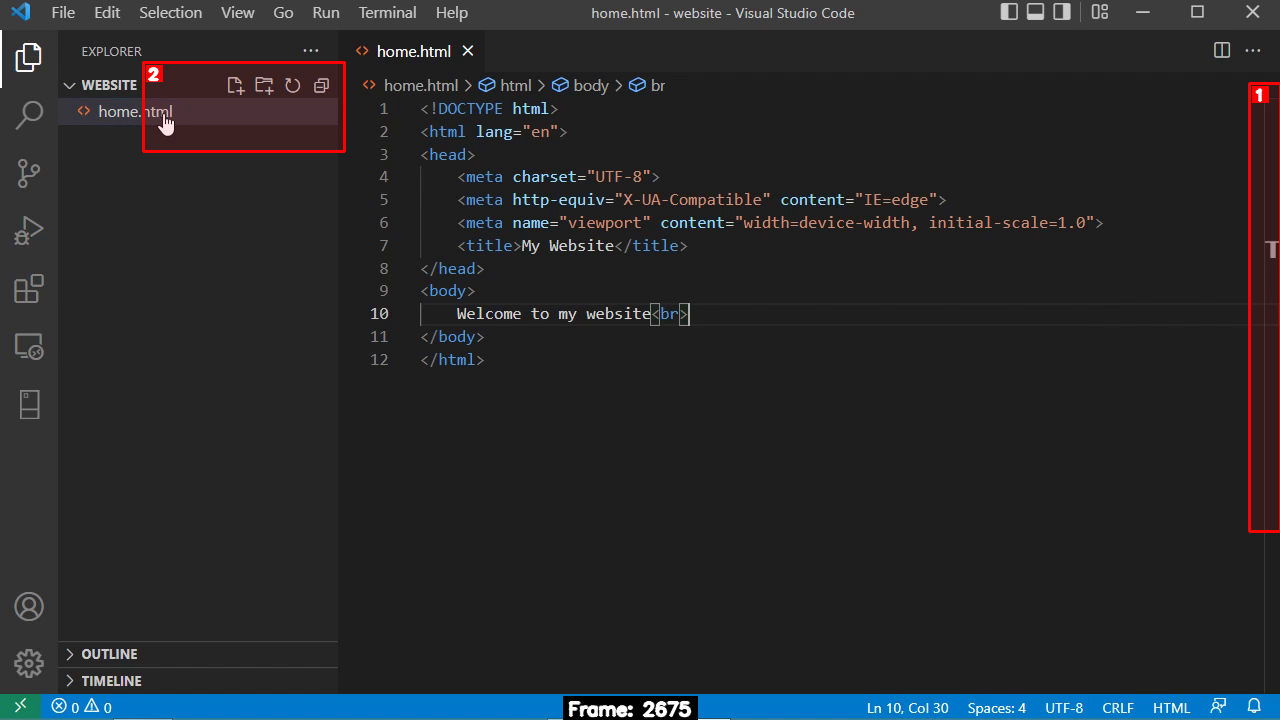 File Edit Selection View Go Run Terminal Help home.html - website - Visual Studio Code
EXPLORER
home.html
WEBSITE
2
home.html
home.html > html > body > br
1
1 <!DOCTYPE html>
2 <html lang="en">
3 <head>
4 <meta charset="UTF-8">
5 <meta http-equiv="X-UA-Compatible" content="IE=edge">
6 <meta name="viewport" content="width=device-width, initial-scale=1.0">
7 <title>My Website</title>
8 </head>
9 <body>
10 Welcome to my website<br>
11 </body>
12 </html>
T
OUTLINE
TIMELINE
0 0 Frame: 2675 Ln 10, Col 30 Spaces: 4 UTF-8 CRLF HTML